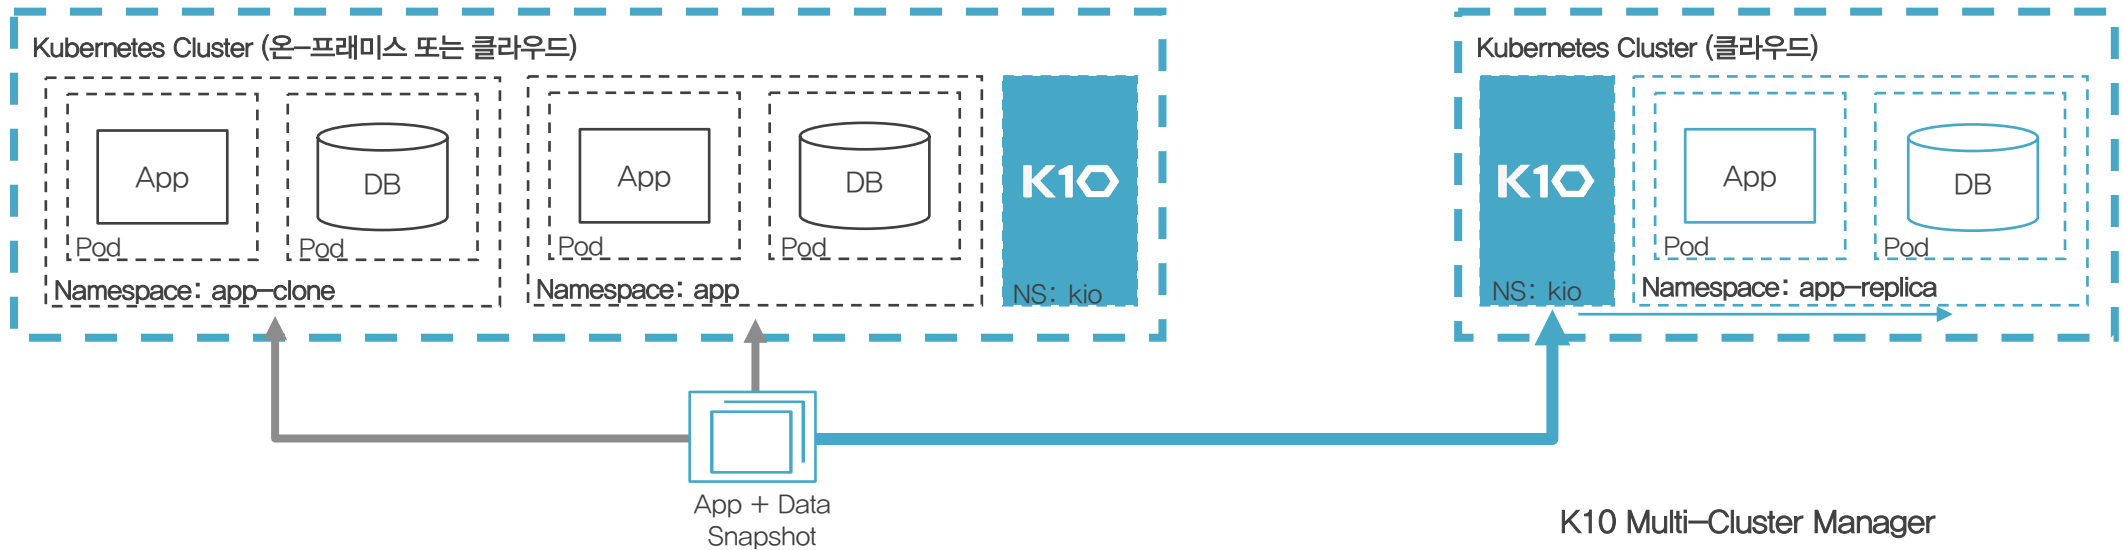 Kubernetes Cluster (온-프래미스 또는 클라우드)
App
Pod
DB
Pod
Namespace: app-clone
App
Pod
DB
Pod
Namespace: app
K10
NS: kio
Kubernetes Cluster (클라우드)
K10
NS: kio
App
Pod
DB
Pod
Namespace: app-replica
App + Data
Snapshot
K10 Multi-Cluster Manager